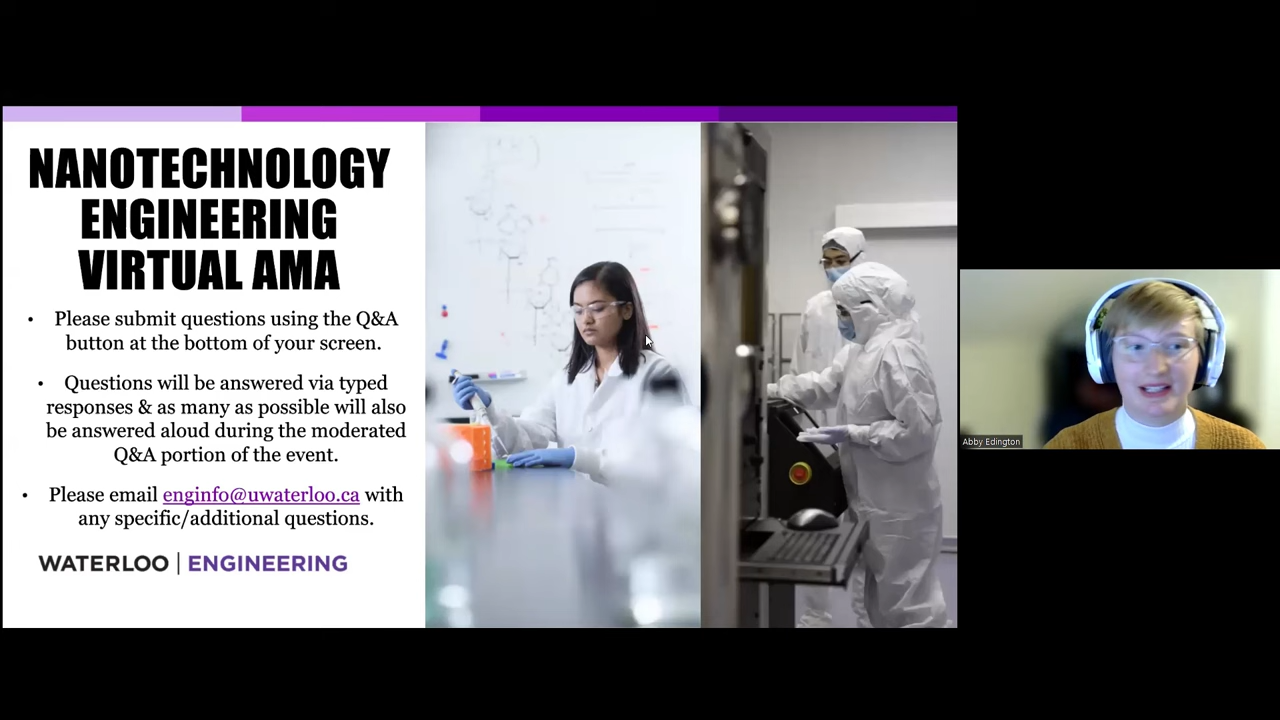 NANOTECHNOLOGY
ENGINEERING
VIRTUAL AMA
• Please submit questions using the Q&A
button at the bottom of your screen.
• Questions will be answered via typed
responses & as many as possible will also
be answered aloud during the moderated
Q&A portion of the event.
• Please email enginfo@uwaterloo.ca with
any specific/additional questions.
WATERLOO | ENGINEERING
Abby Edington